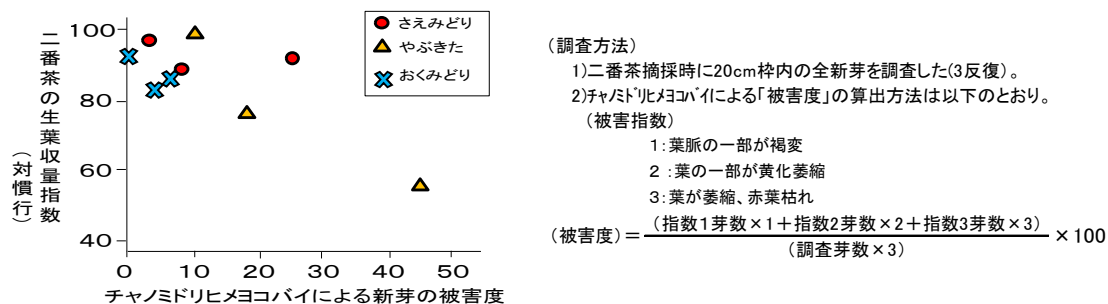 二番茶の生葉収量指数
(対慣行)
100
80
60
40
0
10
20
30
40
50
チャノミドリヒメヨコバイによる新芽の被害度
さえみどり
やぶきた
おくみどり
(調査方法)
1)二番茶摘採時に20cm枠内の全新芽を調査した(3反復)。
2)ﾁｬﾉﾐﾄﾞﾘﾋﾒﾖｺﾊﾞｲによる「被害度」の算出方法は以下のとおり。
(被害指数)
1:葉脈の一部が褐変
2:葉の一部が黄化萎縮
3:葉が萎縮、赤葉枯れ
(被害度)=(指数1芽数×1+指数2芽数×2+指数3芽数×3)
(調査芽数×3)
×100